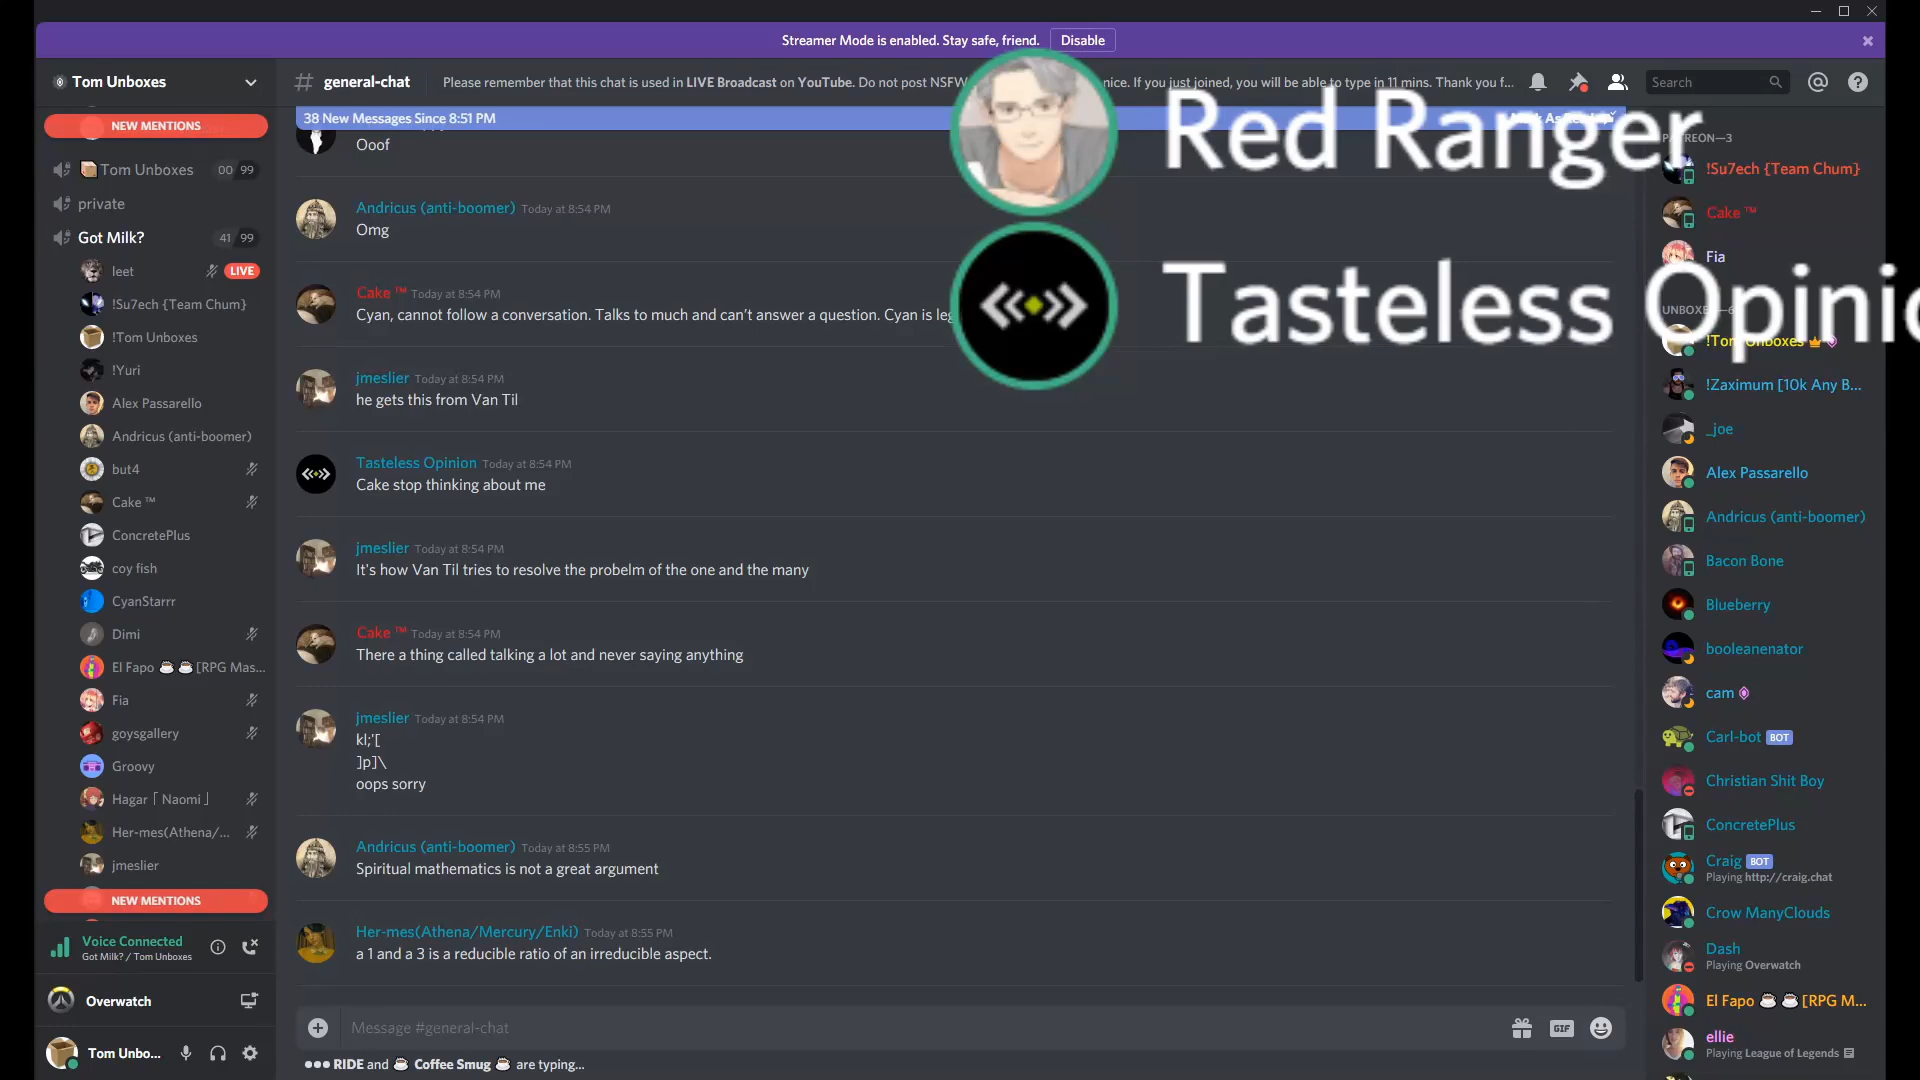 Streamer Mode is enabled. Stay safe, friend.
Disable
Tom Unboxes
NEW MENTIONS
Tom Unboxes 00 99
private
Got Milk? 41 99
leet LIVE
!Su7ech {Team Chum}
!Tom Unboxes
!Yuri
Alex Passarello
Andricus (anti-boomer)
but4
Cake ™
ConcretePlus
coy fish
CyanStarrr
Dimi
El Fapo ☕ ☕[RPG Mas...
Fia
goysgallery
Groovy
Hagar「Naomi」
Her-mes(Athena/...
jmeslier
NEW MENTIONS
Voice Connected
Got Milk? / Tom Unboxes
Overwatch
Tom Unbo...
# general-chat
Please remember that this chat is used in LIVE Broadcast on YouTube. Do not post NSFW nice. If you just joined, you will be able to type in 11 mins. Thank you f...
Search
38 New Messages Since 8:51 PM
Ooof
Andricus (anti-boomer) Today at 8:54 PM
Omg
Cake ™ Today at 8:54 PM
Cyan, cannot follow a conversation. Talks to much and can't answer a question. Cyan is
jmeslier Today at 8:54 PM
he gets this from Van Til
Tasteless Opinion Today at 8:54 PM
Cake stop thinking about me
jmeslier Today at 8:54 PM
It's how Van Til tries to resolve the probelm of the one and the many
Cake ™ Today at 8:54 PM
There a thing called talking a lot and never saying anything
jmeslier Today at 8:54 PM
kl;'[
]p]\
oops sorry
Andricus (anti-boomer) Today at 8:55 PM
Spiritual mathematics is not a great argument
Her-mes(Athena/Mercury/Enki) Today at 8:55 PM
a 1 and a 3 is a reducible ratio of an irreducible aspect.
Message #general-chat
GIF
RIDE and ☕ Coffee Smug ☕ are typing...
Red Ranger
Tasteless Opinio
PATREON—3
!Su7ech {Team Chum}
Cake ™
Fia
!Tom Unboxes
!Zaximum [10k Any B...
_joe
Alex Passarello
Andricus (anti-boomer)
Bacon Bone
Blueberry
booleanenator
cam
Carl-bot BOT
Christian Shit Boy
ConcretePlus
Craig BOT
Playing http://craig.chat
Crow ManyClouds
Dash
Playing Overwatch
El Fapo ☕ ☕ [RPG M...
ellie
Playing League of Legends